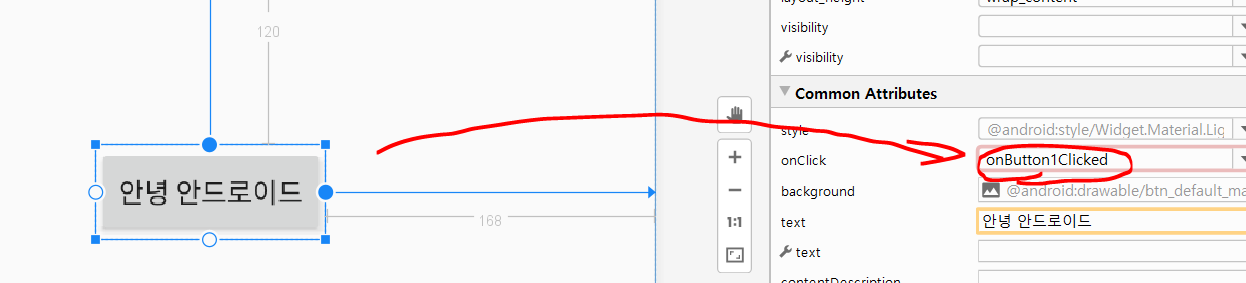 layout_height
wrap_content
120
visibility
visibility
Common Attributes
style
@android:style/Widget.Material.Lig
onClick
onButton1Clicked
안녕 안드로이드
background
@android:drawable/btn_default_ma
168
1:1
text
안녕 안드로이드
text
contentDescription